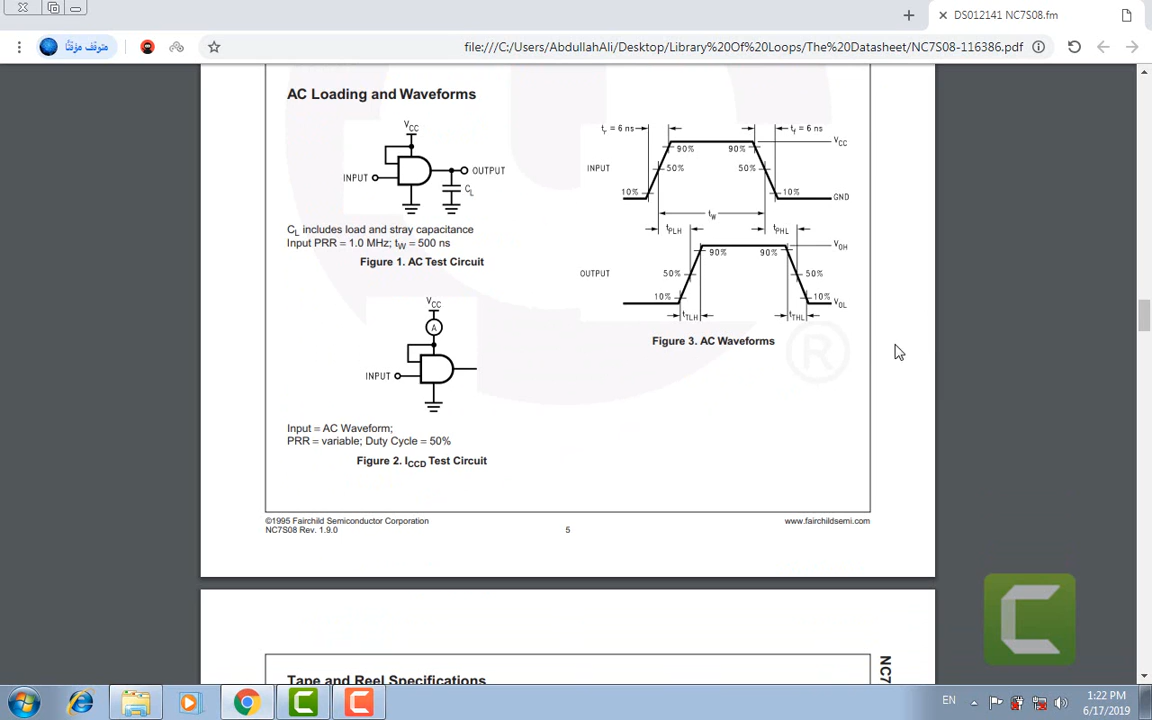 DS012141 NC7S08.fm
متوقف مؤقتًا
file:///C:/Users/AbdullahAli/Desktop/Library%20Of%20Loops/The%20Datasheet/NC7S08-116386.pdf
AC Loading and Waveforms
VCC
INPUT
OUTPUT
CL
CL includes load and stray capacitance
Input PRR = 1.0 MHz; tW = 500 ns
Figure 1. AC Test Circuit
VCC
A
INPUT
Input = AC Waveform;
PRR = variable; Duty Cycle = 50%
Figure 2. ICCD Test Circuit
tr = 6 ns
tf = 6 ns
VCC
90%
90%
INPUT
50%
50%
10%
10%
GND
tW
tPLH
tPHL
VOH
90%
90%
OUTPUT
50%
50%
10%
10%
VOL
tTLH
tTHL
Figure 3. AC Waveforms
®
©1995 Fairchild Semiconductor Corporation
NC7S08 Rev. 1.9.0
5
www.fairchildsemi.com
Tape and Reel Specifications
NC7
EN
1:22 PM
6/17/2019